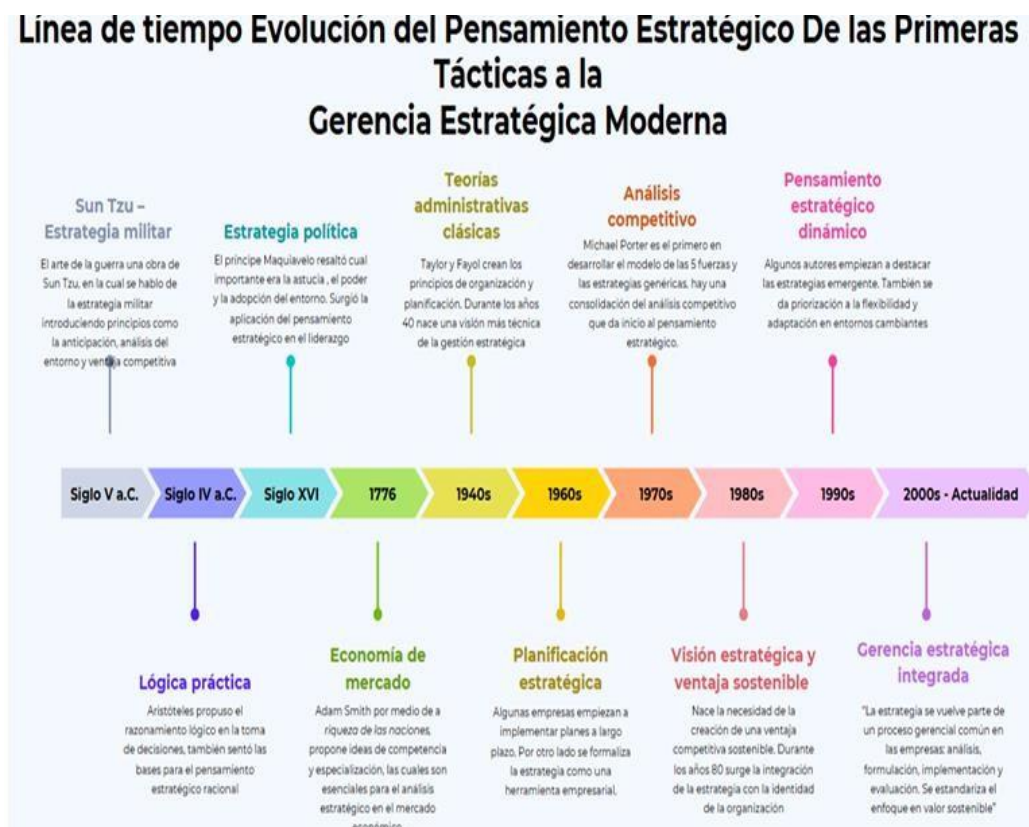 Línea de tiempo Evolución del Pensamiento Estratégico De las Primeras
Tácticas a la
Gerencia Estratégica Moderna
Sun Tzu –
Estrategia militar
El arte de la guerra una obra de
Sun Tzu, en la cual se hablo de
la estrategia militar
introduciendo principios como
la anticipación, análisis del
entorno y ventaja competitiva
Estrategia política
El príncipe Maquiavelo resaltó cual
importante era la astucia , el poder
y la adopción del entorno. Surgió la
aplicación del pensamiento
estratégico en el liderazgo
Teorías
administrativas
clásicas
Taylor y Fayol crean los
principios de organización y
planificación. Durante los años
40 nace una visión más técnica
de la gestión estratégica
Análisis
competitivo
Michael Porter es el primero en
desarrollar el modelo de las 5 fuerzas y
las estrategias genéricas. hay una
consolidación del análisis competitivo
que da inicio al pensamiento
estratégico.
Pensamiento
estratégico
dinámico
Algunos autores empiezan a destacar
las estrategias emergente. También se
da priorización a la flexibilidad y
adaptación en entornos cambiantes
Siglo V a.C.
Siglo IV a.C.
Siglo XVI
1776
1940s
1960s
1970s
1980s
1990s
2000s - Actualidad
Lógica práctica
Aristóteles propuso el
razonamiento lógico en la toma
de decisiones, también sentó las
bases para el pensamiento
estratégico racional
Economía de
mercado
Adam Smith por medio de a
riqueza de las naciones,
propone ideas de competencia
y especialización, las cuales son
esenciales para el análisis
estratégico en el mercado
económico
Planificación
estratégica
Algunas empresas empiezan a
implementar planes a largo
plazo. Por otro lado se formaliza
la estrategia como una
herramienta empresarial.
Visión estratégica y
ventaja sostenible
Nace la necesidad de la
creación de una ventaja
competitiva sostenible. Durante
los años 80 surge la integración
de la estrategia con la identidad
de la organización
Gerencia estratégica
integrada
"La estrategia se vuelve parte de
un proceso gerencial común en
las empresas: análisis,
formulación, implementación y
evaluación. Se estandariza el
enfoque en valor sostenible"